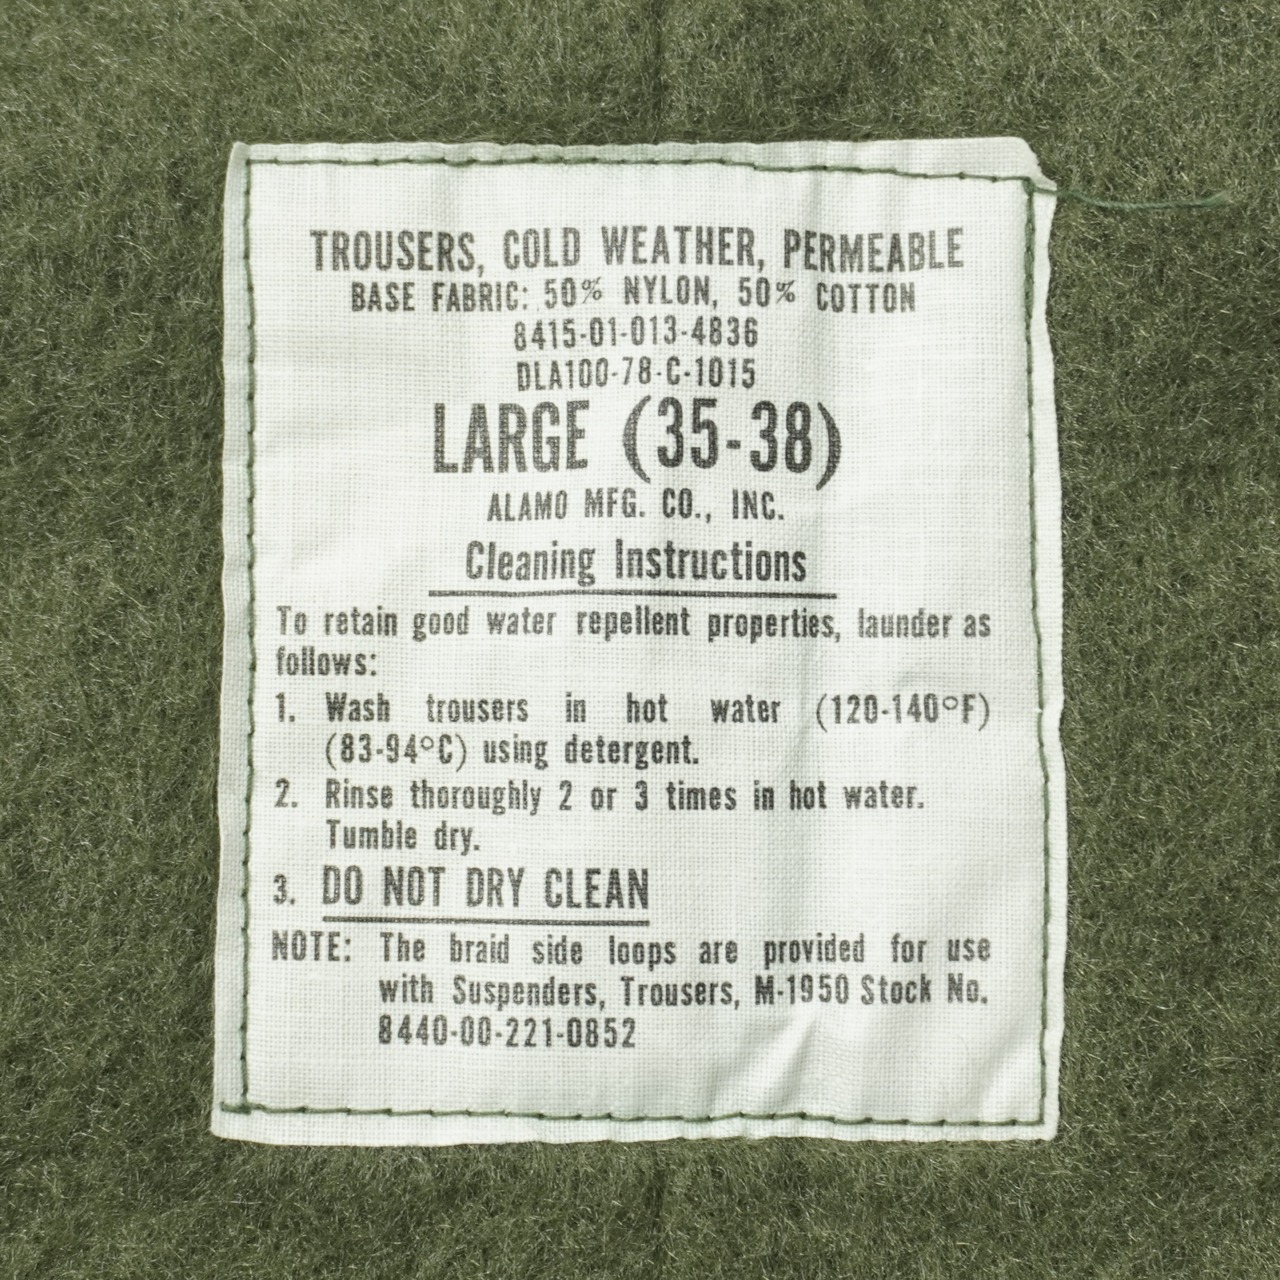 TROUSERS, COLD WEATHER, PERMEABLE
BASE FABRIC: 50% NYLON, 50% COTTON
8415-01-013-4836
DLA100-78-C-1015
LARGE (35-38)
ALAMO MFG. CO., INC.
Cleaning Instructions
To retain good water repellent properties, launder as
follows:
1. Wash trousers in hot water (120-140°F)
(83-94°C) using detergent.
2. Rinse thoroughly 2 or 3 times in hot water.
Tumble dry.
3. DO NOT DRY CLEAN
NOTE: The braid side loops are provided for use
with Suspenders, Trousers, M-1950 Stock No.
8440-00-221-0852